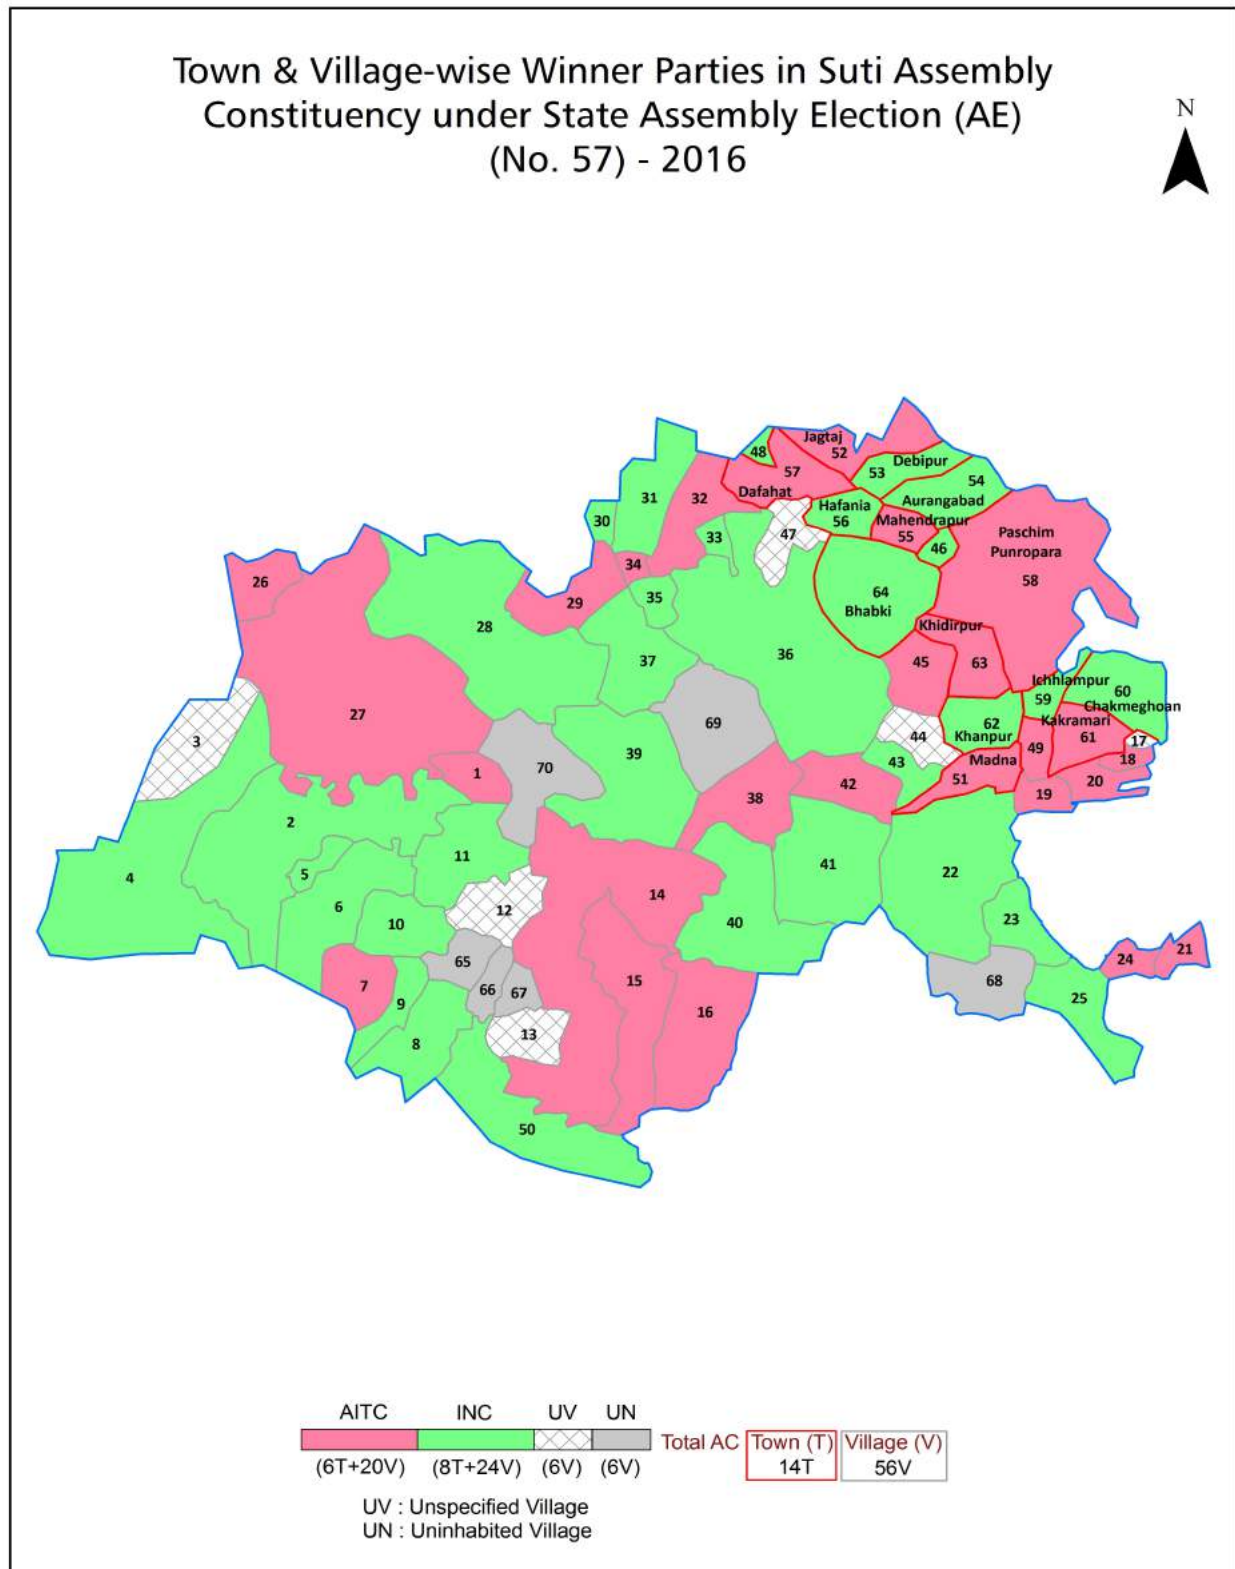 Town & Village-wise Winner Parties in Suti Assembly
Constituency under State Assembly Election (AE)
(No. 57) - 2016
N
Jagtaj
52
48
57
Debipur
53
54
Dafahat
Aurangabad
31
32
Hafania
56
Mahendrapur
55
30
33
47
46
Paschim
Punropara
58
34
26
29
35
64
Bhabki
28
Khidirpur
37
36
45
63
Ichhlampur
59
60
Chakmeghoan
27
3
69
62
Khanpur
Kakramari
61
17
44
49
39
Madna
18
70
1
43
51
20
42
19
38
2
11
41
22
5
4
14
6
12
10
40
23
65
15
24
21
7
66
67
68
9
16
25
13
8
50
AITC INC UV UN
Total AC Town (T) Village (V)
(6T+20V) (8T+24V) (6V) (6V) 14T 56V
UV : Unspecified Village
UN : Uninhabited Village